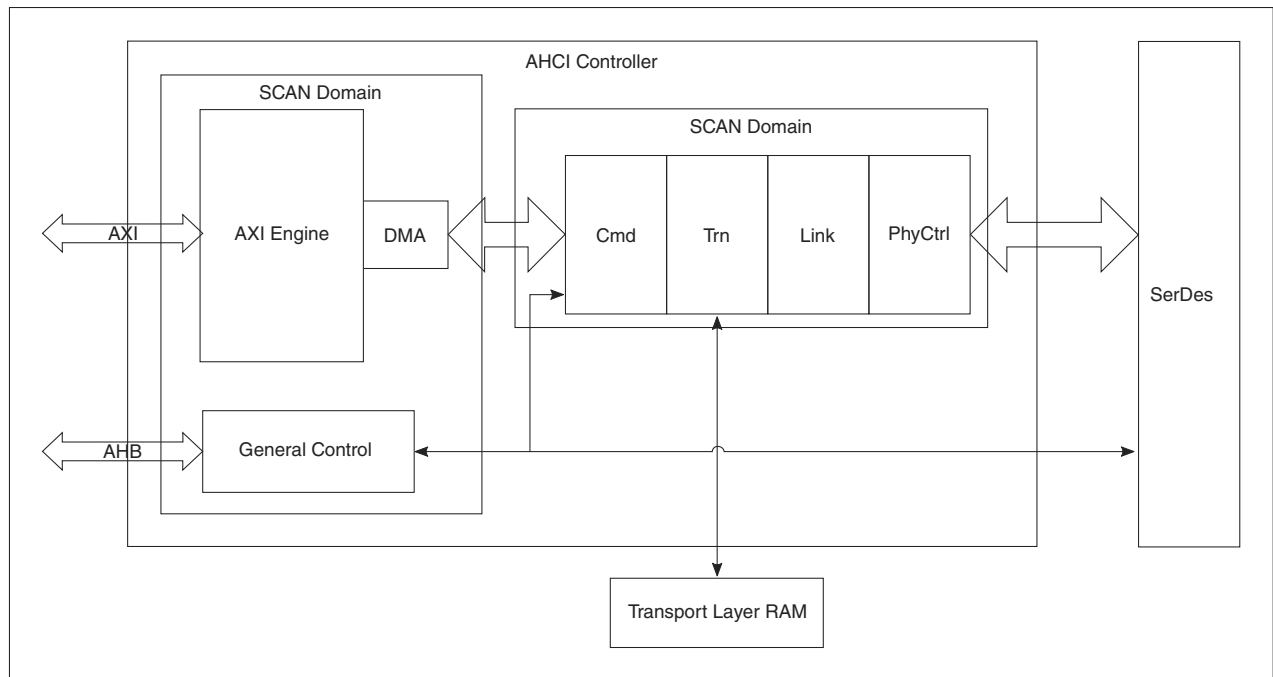 AHCI Controller
SCAN Domain
SCAN Domain
AXI
AXI Engine
DMA
Cmd
Trn
Link
PhyCtrl
SerDes
AHB
General Control
Transport Layer RAM